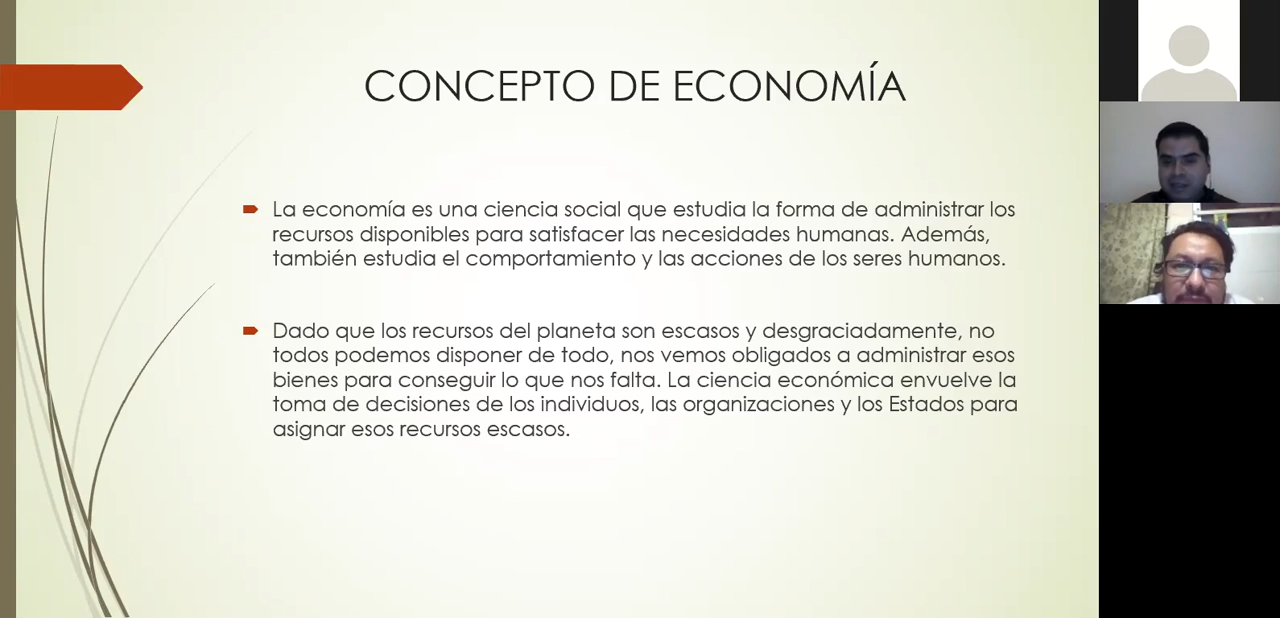 CONCEPTO DE ECONOMÍA
La economía es una ciencia social que estudia la forma de administrar los
recursos disponibles para satisfacer las necesidades humanas. Además,
también estudia el comportamiento y las acciones de los seres humanos.
Dado que los recursos del planeta son escasos y desgraciadamente, no
todos podemos disponer de todo, nos vemos obligados a administrar esos
bienes para conseguir lo que nos falta. La ciencia económica envuelve la
toma de decisiones de los individuos, las organizaciones y los Estados para
asignar esos recursos escasos.